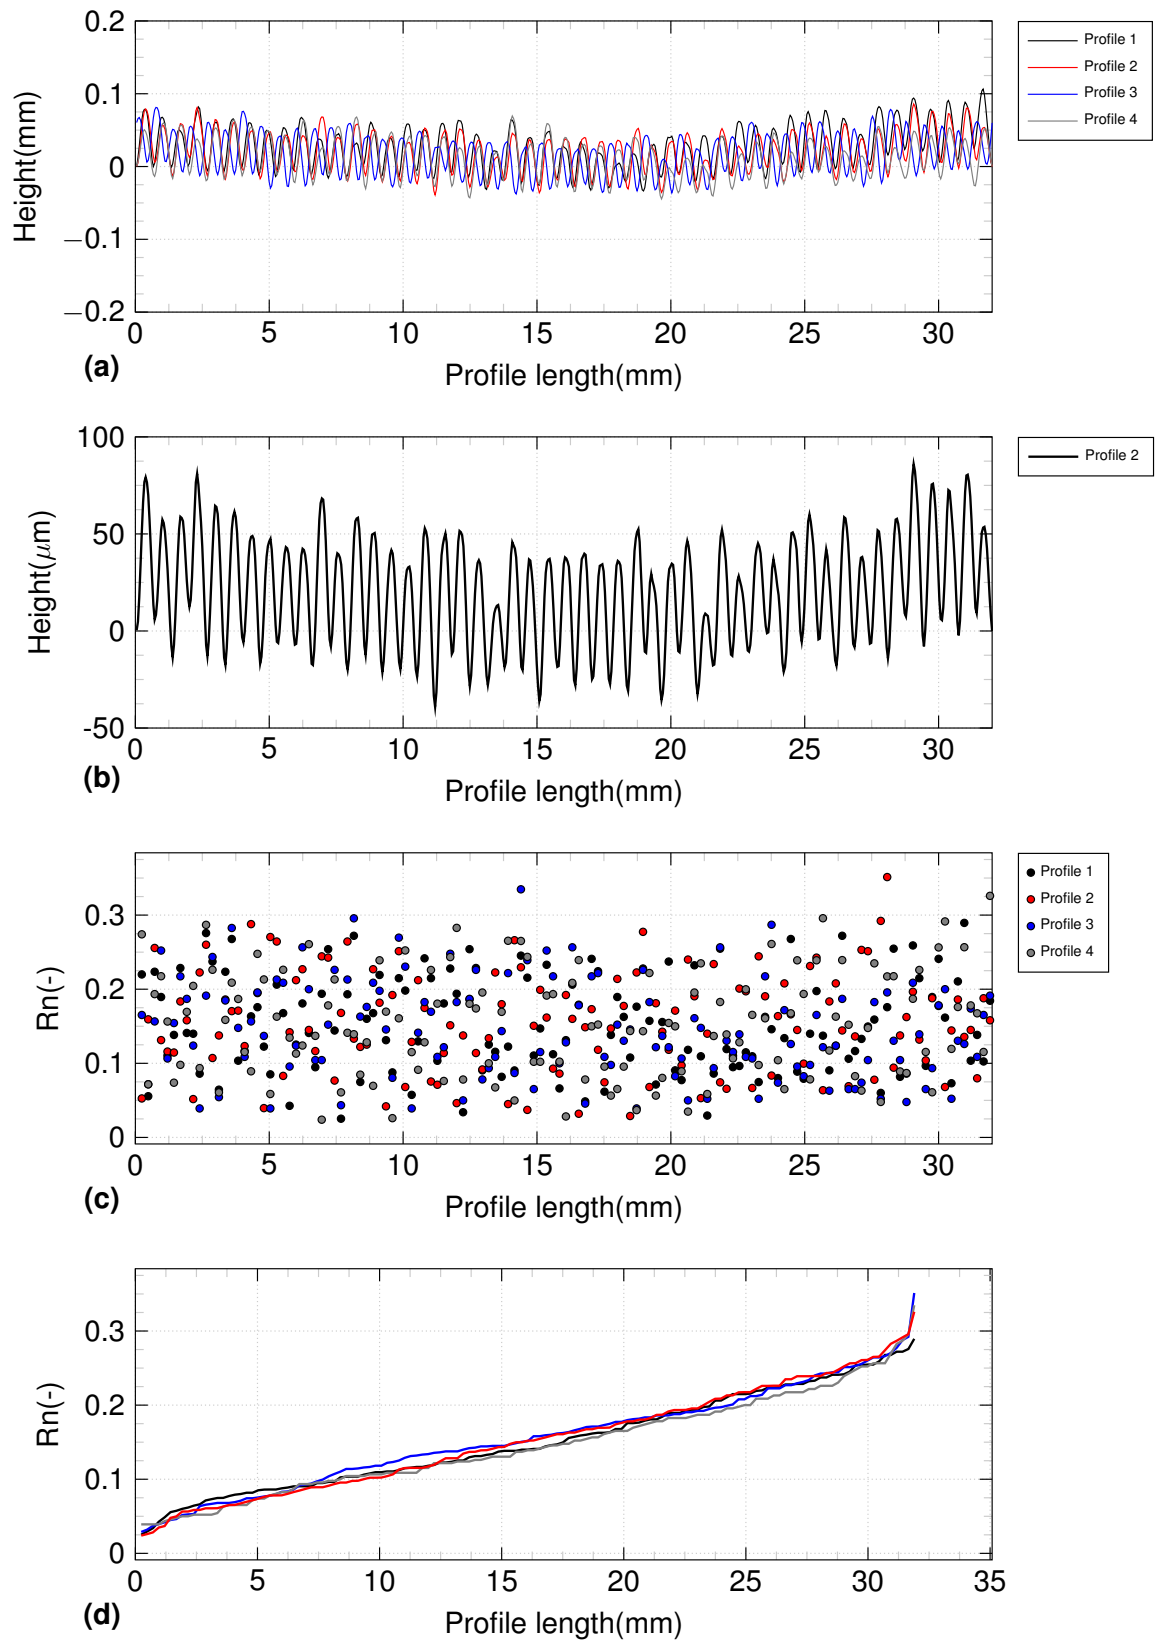 0.2
0.1
0
−0.1
−0.2
Height(mm)
0 5 10 15 20 25 30
Profile length(mm)
(a)
Profile 1
Profile 2
Profile 3
Profile 4
100
50
0
-50
Height(μm)
0 5 10 15 20 25 30
Profile length(mm)
(b)
Profile 2
0.3
0.2
0.1
0
Rn(-)
0 5 10 15 20 25 30
Profile length(mm)
(c)
Profile 1
Profile 2
Profile 3
Profile 4
0.3
0.2
0.1
0
Rn(-)
0 5 10 15 20 25 30 35
Profile length(mm)
(d)